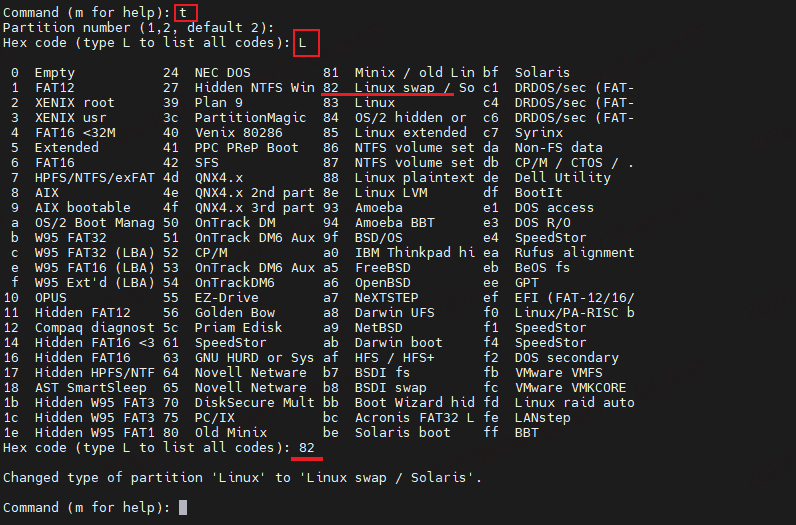 Command (m for help): t
Partition number (1,2, default 2):
Hex code (type L to list all codes): L
 0  Empty           24  NEC DOS         81  Minix / old Lin bf  Solaris
 1  FAT12           27  Hidden NTFS Win 82  Linux swap / So c1  DRDOS/sec (FAT-
 2  XENIX root      39  Plan 9          83  Linux           c4  DRDOS/sec (FAT-
 3  XENIX usr       3c  PartitionMagic  84  OS/2 hidden or  c6  DRDOS/sec (FAT-
 4  FAT16 <32M      40  Venix 80286     85  Linux extended  c7  Syrinx
 5  Extended        41  PPC PReP Boot   86  NTFS volume set da  Non-FS data
 6  FAT16           42  SFS             87  NTFS volume set db  CP/M / CTOS / .
 7  HPFS/NTFS/exFAT 4d  QNX4.x          88  Linux plaintext de  Dell Utility
 8  AIX             4e  QNX4.x 2nd part 8e  Linux LVM       df  BootIt
 9  AIX bootable    4f  QNX4.x 3rd part 93  Amoeba          e1  DOS access
 a  OS/2 Boot Manag 50  OnTrack DM      94  Amoeba BBT      e3  DOS R/O
 b  W95 FAT32       51  OnTrack DM6 Aux 9f  BSD/OS          e4  SpeedStor
 c  W95 FAT32 (LBA) 52  CP/M            a0  IBM Thinkpad hi ea  Rufus alignment
 e  W95 FAT16 (LBA) 53  OnTrack DM6 Aux a5  FreeBSD         eb  BeOS fs
 f  W95 Ext'd (LBA) 54  OnTrackDM6      a6  OpenBSD         ee  GPT
10  OPUS            55  EZ-Drive        a7  NeXTSTEP        ef  EFI (FAT-12/16/
11  Hidden FAT12    56  Golden Bow      a8  Darwin UFS      f0  Linux/PA-RISC b
12  Compaq diagnost 5c  Priam Edisk     a9  NetBSD          f1  SpeedStor
14  Hidden FAT16 <3 61  SpeedStor       ab  Darwin boot     f4  SpeedStor
16  Hidden FAT16    63  GNU HURD or Sys af  HFS / HFS+      f2  DOS secondary
17  Hidden HPFS/NTF 64  Novell Netware  b7  BSDI fs         fb  VMware VMFS
18  AST SmartSleep  65  Novell Netware  b8  BSDI swap       fc  VMware VMKCORE
1b  Hidden W95 FAT3 70  DiskSecure Mult bb  Boot Wizard hid fd  Linux raid auto
1c  Hidden W95 FAT3 75  PC/IX           bc  Acronis FAT32 L fe  LANstep
1e  Hidden W95 FAT1 80  Old Minix       be  Solaris boot    ff  BBT
Hex code (type L to list all codes): 82
Changed type of partition 'Linux' to 'Linux swap / Solaris'.
Command (m for help):